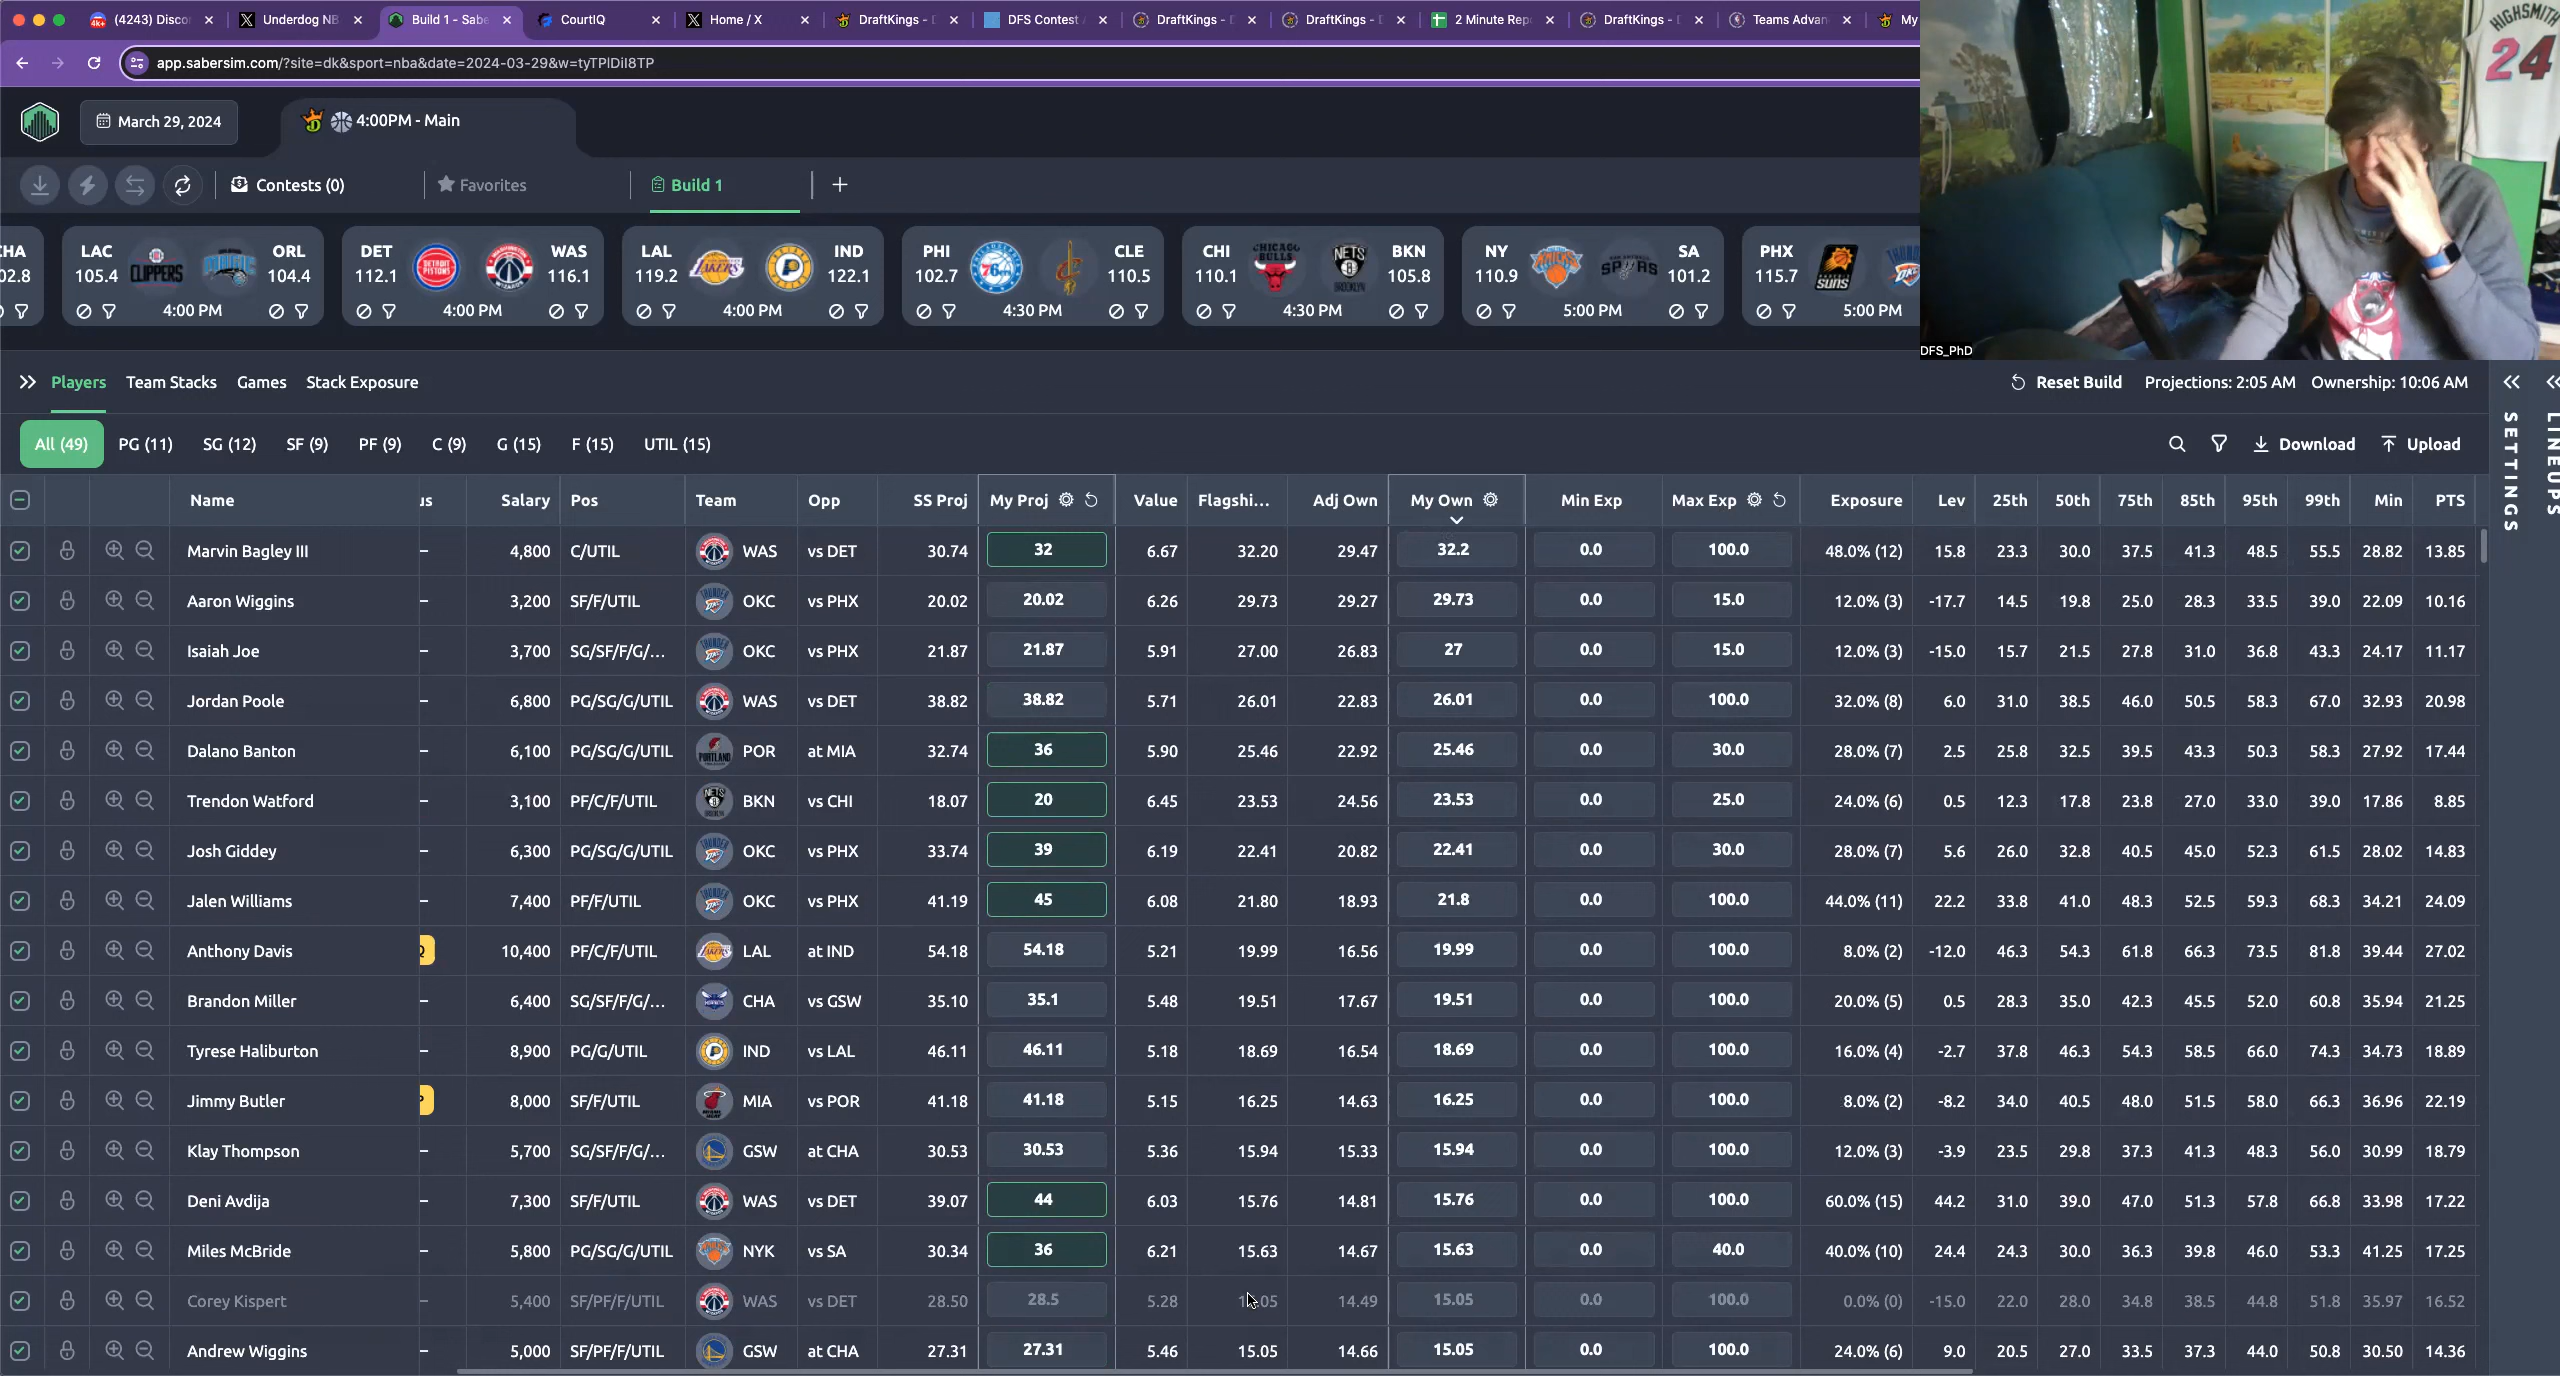 (4243) Disco
Underdog NB
Build 1 - Sabe
CourtIQ
Home / X
DraftKings - D
DFS Contest
DraftKings -
DraftKings -
2 Minute Rep
DraftKings -
Teams Advan
My
app.sabersim.com/?site=dk&sport=nba&date=2024-03-29&w=tyTPlDiI8TP
March 29, 2024
4:00PM - Main
Contests (0)
Favorites
Build 1
HA 02.8
LAC 105.4 CLIPPERS ORL 104.4 4:00 PM
DET 112.1 WAS 116.1 4:00 PM
LAL 119.2 LAKERS IND 122.1 4:00 PM
PHI 102.7 CLE 110.5 4:30 PM
CHI 110.1 CHICAGO BULLS NETS BROOKLYN BKN 105.8 4:30 PM
NY 110.9 SPURS SA 101.2 5:00 PM
PHX 115.7 SUNS 5:00 PM
HIGHSMITH
24
DFS_PhD
Players Team Stacks Games Stack Exposure
Reset Build Projections: 2:05 AM Ownership: 10:06 AM
SETTINGS
LINEUPS
All (49) PG (11) SG (12) SF (9) PF (9) C (9) G (15) F (15) UTIL (15)
Download Upload
Name us Salary Pos Team Opp SS Proj My Proj Value Flagshi... Adj Own My Own Min Exp Max Exp Exposure Lev 25th 50th 75th 85th 95th 99th Min PTS
Marvin Bagley III – 4,800 C/UTIL WAS vs DET 30.74 32 6.67 32.20 29.47 32.2 0.0 100.0 48.0% (12) 15.8 23.3 30.0 37.5 41.3 48.5 55.5 28.82 13.85
Aaron Wiggins – 3,200 SF/F/UTIL OKC vs PHX 20.02 20.02 6.26 29.73 29.27 29.73 0.0 15.0 12.0% (3) -17.7 14.5 19.8 25.0 28.3 33.5 39.0 22.09 10.16
Isaiah Joe – 3,700 SG/SF/F/G/... OKC vs PHX 21.87 21.87 5.91 27.00 26.83 27 0.0 15.0 12.0% (3) -15.0 15.7 21.5 27.8 31.0 36.8 43.3 24.17 11.17
Jordan Poole – 6,800 PG/SG/G/UTIL WAS vs DET 38.82 38.82 5.71 26.01 22.83 26.01 0.0 100.0 32.0% (8) 6.0 31.0 38.5 46.0 50.5 58.3 67.0 32.93 20.98
Dalano Banton – 6,100 PG/SG/G/UTIL POR at MIA 32.74 36 5.90 25.46 22.92 25.46 0.0 30.0 28.0% (7) 2.5 25.8 32.5 39.5 43.3 50.3 58.3 27.92 17.44
Trendon Watford – 3,100 PF/C/F/UTIL BKN vs CHI 18.07 20 6.45 23.53 24.56 23.53 0.0 25.0 24.0% (6) 0.5 12.3 17.8 23.8 27.0 33.0 39.0 17.86 8.85
Josh Giddey – 6,300 PG/SG/G/UTIL OKC vs PHX 33.74 39 6.19 22.41 20.82 22.41 0.0 30.0 28.0% (7) 5.6 26.0 32.8 40.5 45.0 52.3 61.5 28.02 14.83
Jalen Williams – 7,400 PF/F/UTIL OKC vs PHX 41.19 45 6.08 21.80 18.93 21.8 0.0 100.0 44.0% (11) 22.2 33.8 41.0 48.3 52.5 59.3 68.3 34.21 24.09
Anthony Davis Q 10,400 PF/C/F/UTIL LAL at IND 54.18 54.18 5.21 19.99 16.56 19.99 0.0 100.0 8.0% (2) -12.0 46.3 54.3 61.8 66.3 73.5 81.8 39.44 27.02
Brandon Miller – 6,400 SG/SF/F/G/... CHA vs GSW 35.10 35.1 5.48 19.51 17.67 19.51 0.0 100.0 20.0% (5) 0.5 28.3 35.0 42.3 45.5 52.0 60.8 35.94 21.25
Tyrese Haliburton – 8,900 PG/G/UTIL IND vs LAL 46.11 46.11 5.18 18.69 16.54 18.69 0.0 100.0 16.0% (4) -2.7 37.8 46.3 54.3 58.5 66.0 74.3 34.73 18.89
Jimmy Butler P 8,000 SF/F/UTIL MIA vs POR 41.18 41.18 5.15 16.25 14.63 16.25 0.0 100.0 8.0% (2) -8.2 34.0 40.5 48.0 51.5 58.0 66.3 36.96 22.19
Klay Thompson – 5,700 SG/SF/F/G/... GSW at CHA 30.53 30.53 5.36 15.94 15.33 15.94 0.0 100.0 12.0% (3) -3.9 23.5 29.8 37.3 41.3 48.3 56.0 30.99 18.79
Deni Avdija – 7,300 SF/F/UTIL WAS vs DET 39.07 44 6.03 15.76 14.81 15.76 0.0 100.0 60.0% (15) 44.2 31.0 39.0 47.0 51.3 57.8 66.8 33.98 17.22
Miles McBride – 5,800 PG/SG/G/UTIL NYK vs SA 30.34 36 6.21 15.63 14.67 15.63 0.0 40.0 40.0% (10) 24.4 24.3 30.0 36.3 39.8 46.0 53.3 41.25 17.25
Corey Kispert – 5,400 SF/PF/F/UTIL WAS vs DET 28.50 28.5 5.28 15.05 14.49 15.05 0.0 100.0 0.0% (0) -15.0 22.0 28.0 34.8 38.5 44.8 51.8 35.97 16.52
Andrew Wiggins – 5,000 SF/PF/F/UTIL GSW at CHA 27.31 27.31 5.46 15.05 14.66 15.05 0.0 100.0 24.0% (6) 9.0 20.5 27.0 33.5 37.3 44.0 50.8 30.50 14.36